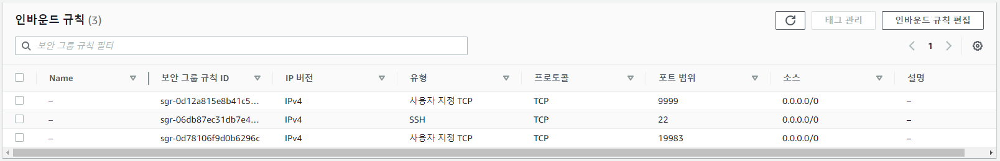 인바운드 규칙 (3)
태그 관리 인바운드 규칙 편집
보안 그룹 규칙 필터
1
Name 보안 그룹 규칙 ID IP 버전 유형 프로토콜 포트 범위 소스 설명
– sgr-0d12a815e8b41c5... IPv4 사용자 지정 TCP TCP 9999 0.0.0.0/0 –
– sgr-06db87ec31db7e4... IPv4 SSH TCP 22 0.0.0.0/0 –
– sgr-0d78106f9d0b6296c IPv4 사용자 지정 TCP TCP 19983 0.0.0.0/0 –